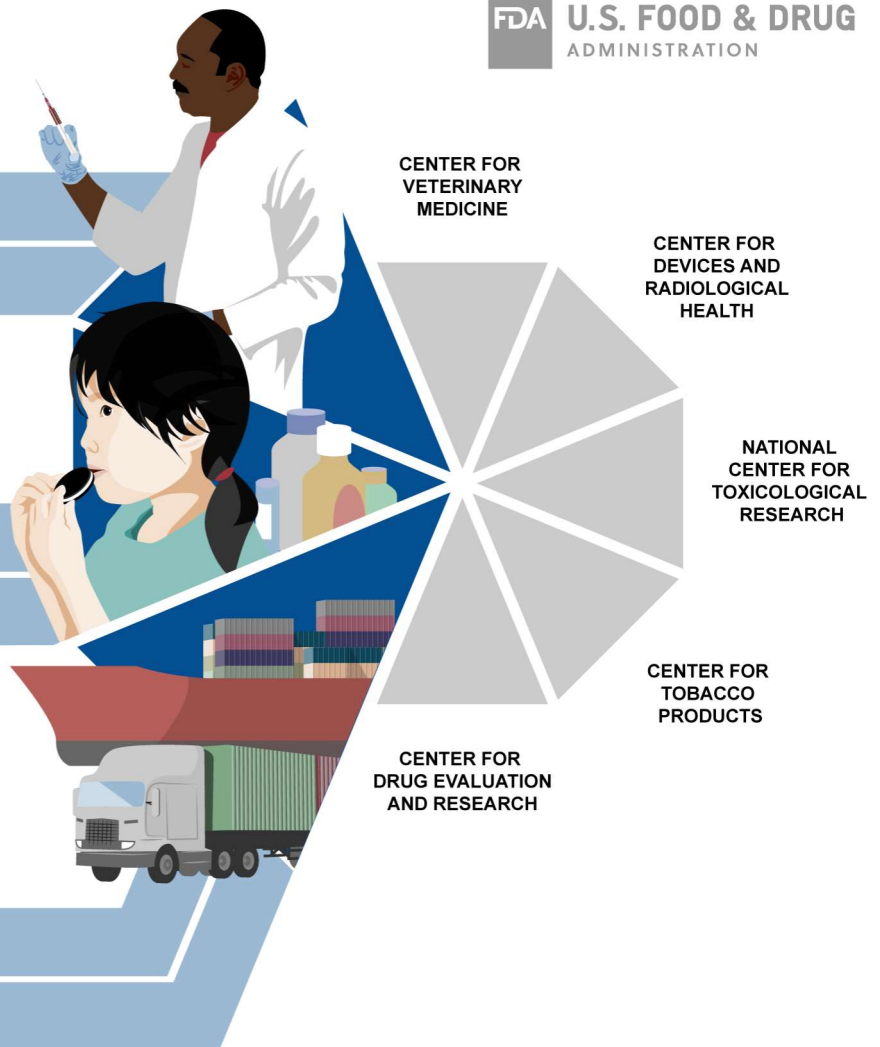 FDA U.S. FOOD & DRUG
ADMINISTRATION
CENTER FOR
VETERINARY
MEDICINE
CENTER FOR
DEVICES AND
RADIOLOGICAL
HEALTH
NATIONAL
CENTER FOR
TOXICOLOGICAL
RESEARCH
CENTER FOR
TOBACCO
PRODUCTS
CENTER FOR
DRUG EVALUATION
AND RESEARCH